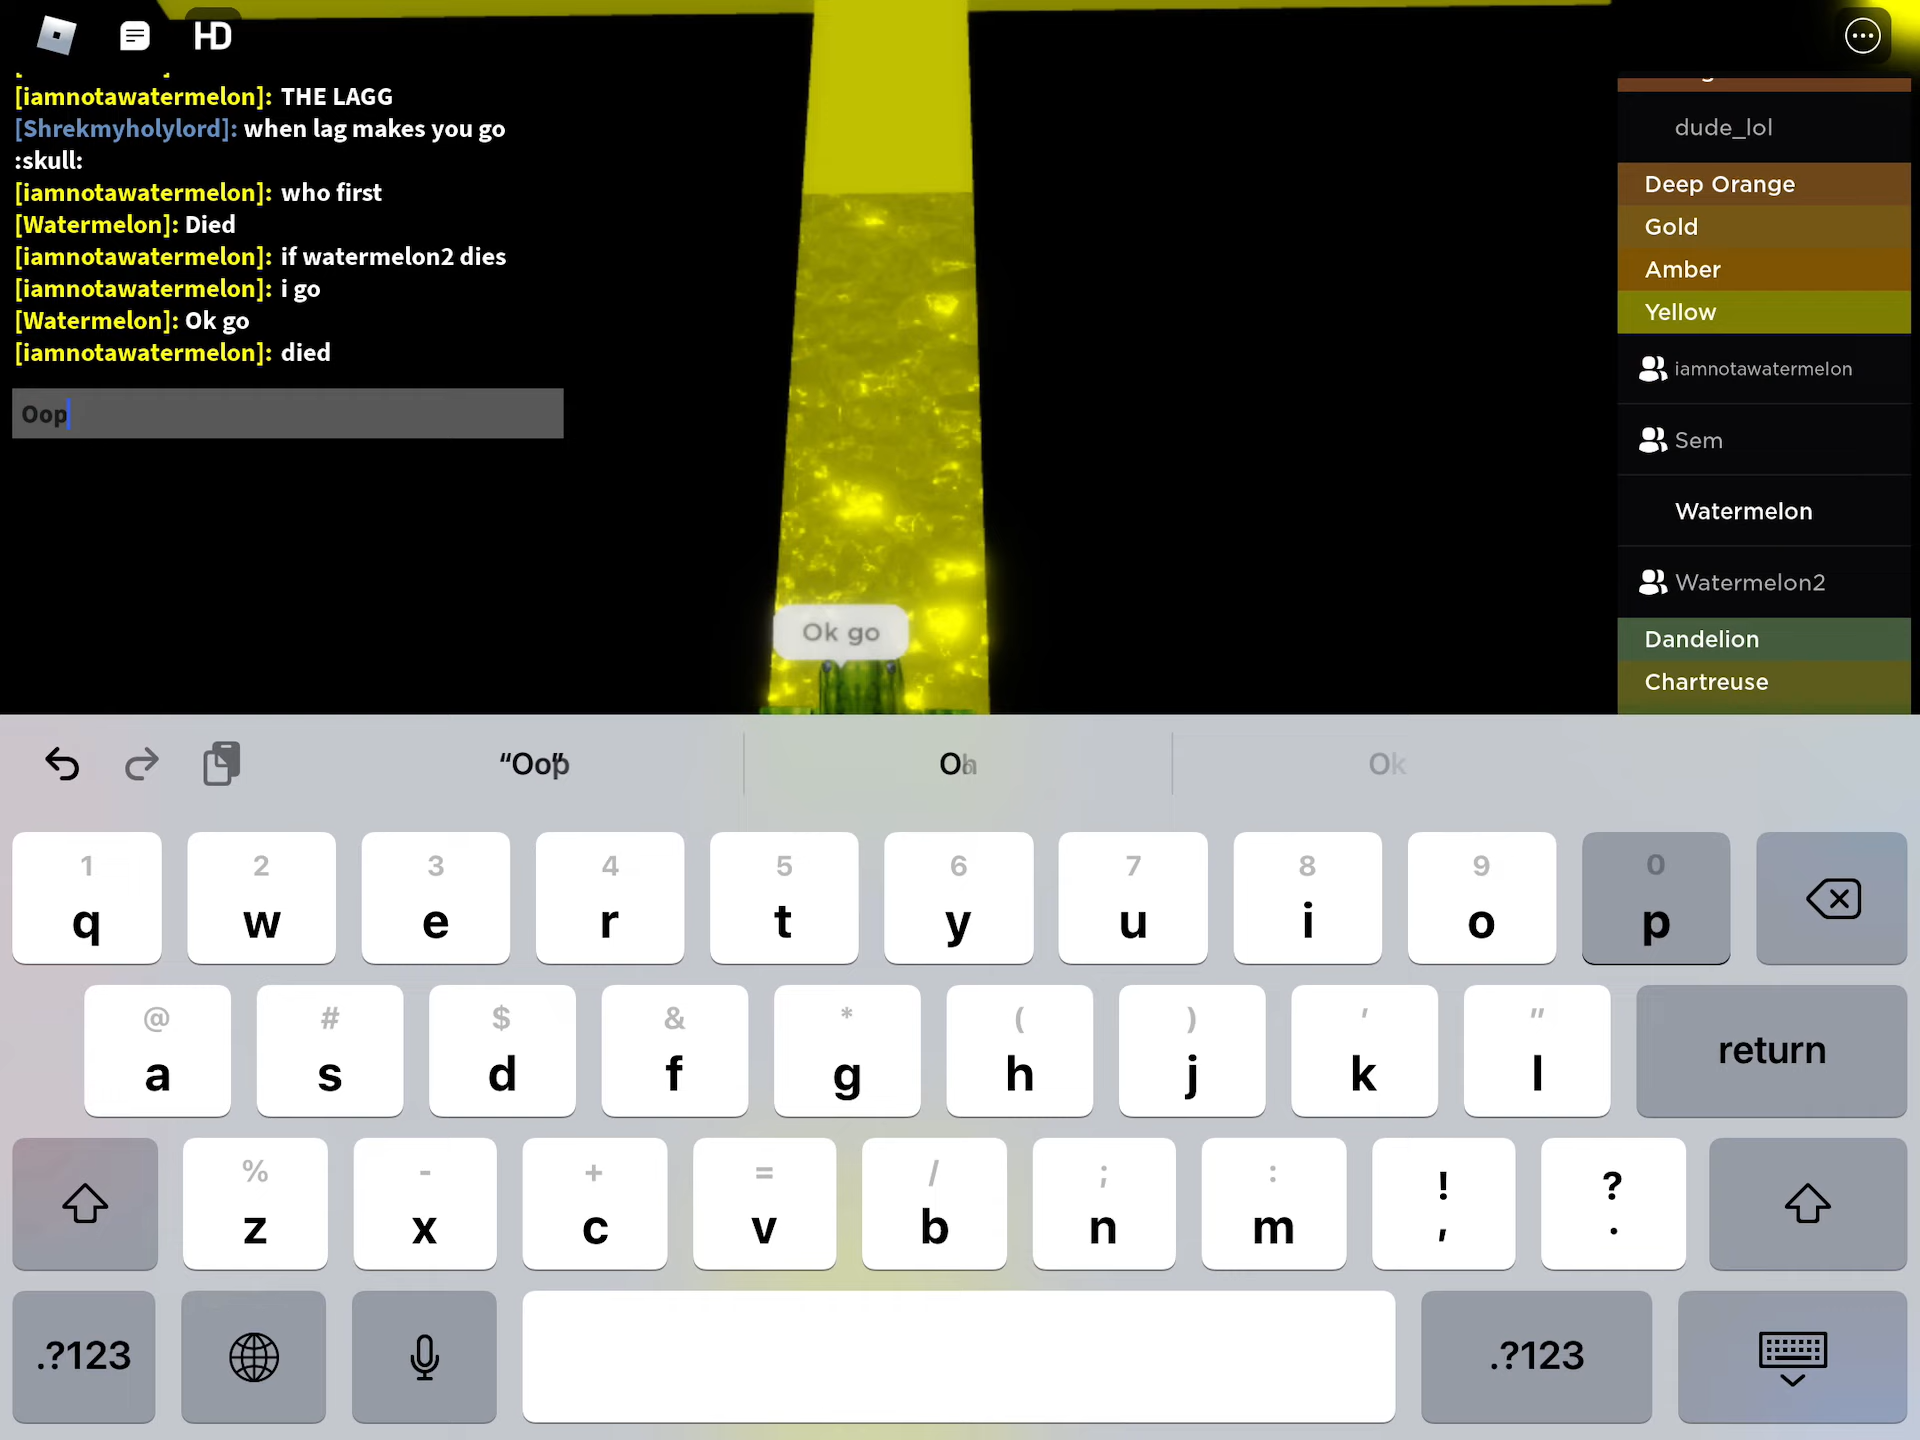 HD
[iamnotawatermelon]: THE LAGG
[Shrekmyholylord]: when lag makes you go
:skull:
[iamnotawatermelon]: who first
[Watermelon]: Died
[iamnotawatermelon]: if watermelon2 dies
[iamnotawatermelon]: i go
[Watermelon]: Ok go
[iamnotawatermelon]: died
Oop
dude_lol
Deep Orange
Gold
Amber
Yellow
iamnotawatermelon
Sem
Watermelon
Watermelon2
Dandelion
Chartreuse
Ok go
“Oop” Oh Ok
1 2 3 4 5 6 7 8 9 0
q w e r t y u i o p
@ # $ & * ( ) ' "
a s d f g h j k l return
% - + = / ; : ! ?
z x c v b n m , .
.?123 .?123